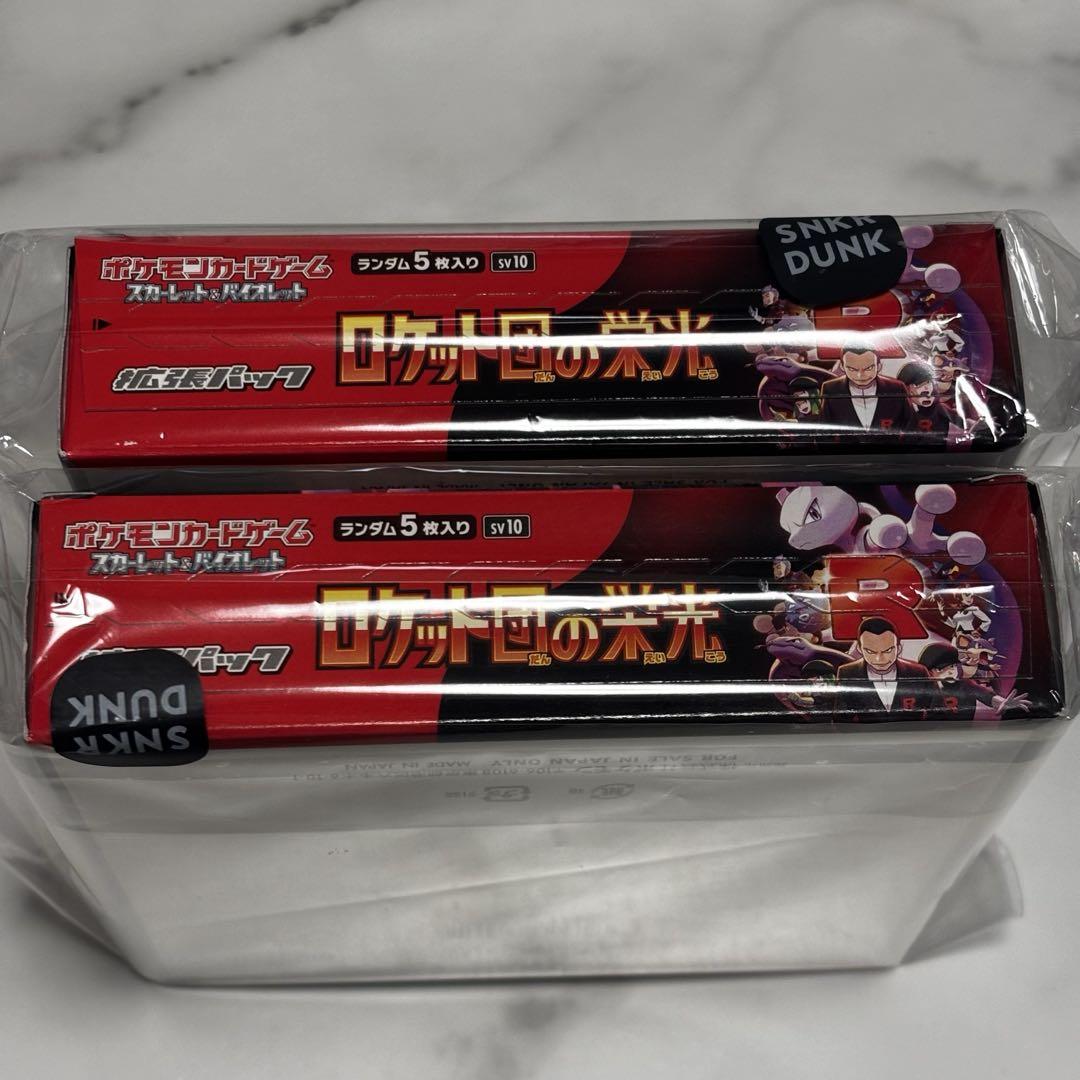 SNKR
DUNK
ポケモンカードゲーム
スカーレット&バイオレット
ランダム5枚入り
SV10
ロケット団の栄光
だん えい こう
拡張パック
R
ポケモンカードゲーム
スカーレット&バイオレット
ランダム5枚入り
SV10
R
ロケット団の栄光
だん えい こう
パック
SNKR
DUNK
FOR SALE IN JAPAN ONLY MADE IN JAPAN